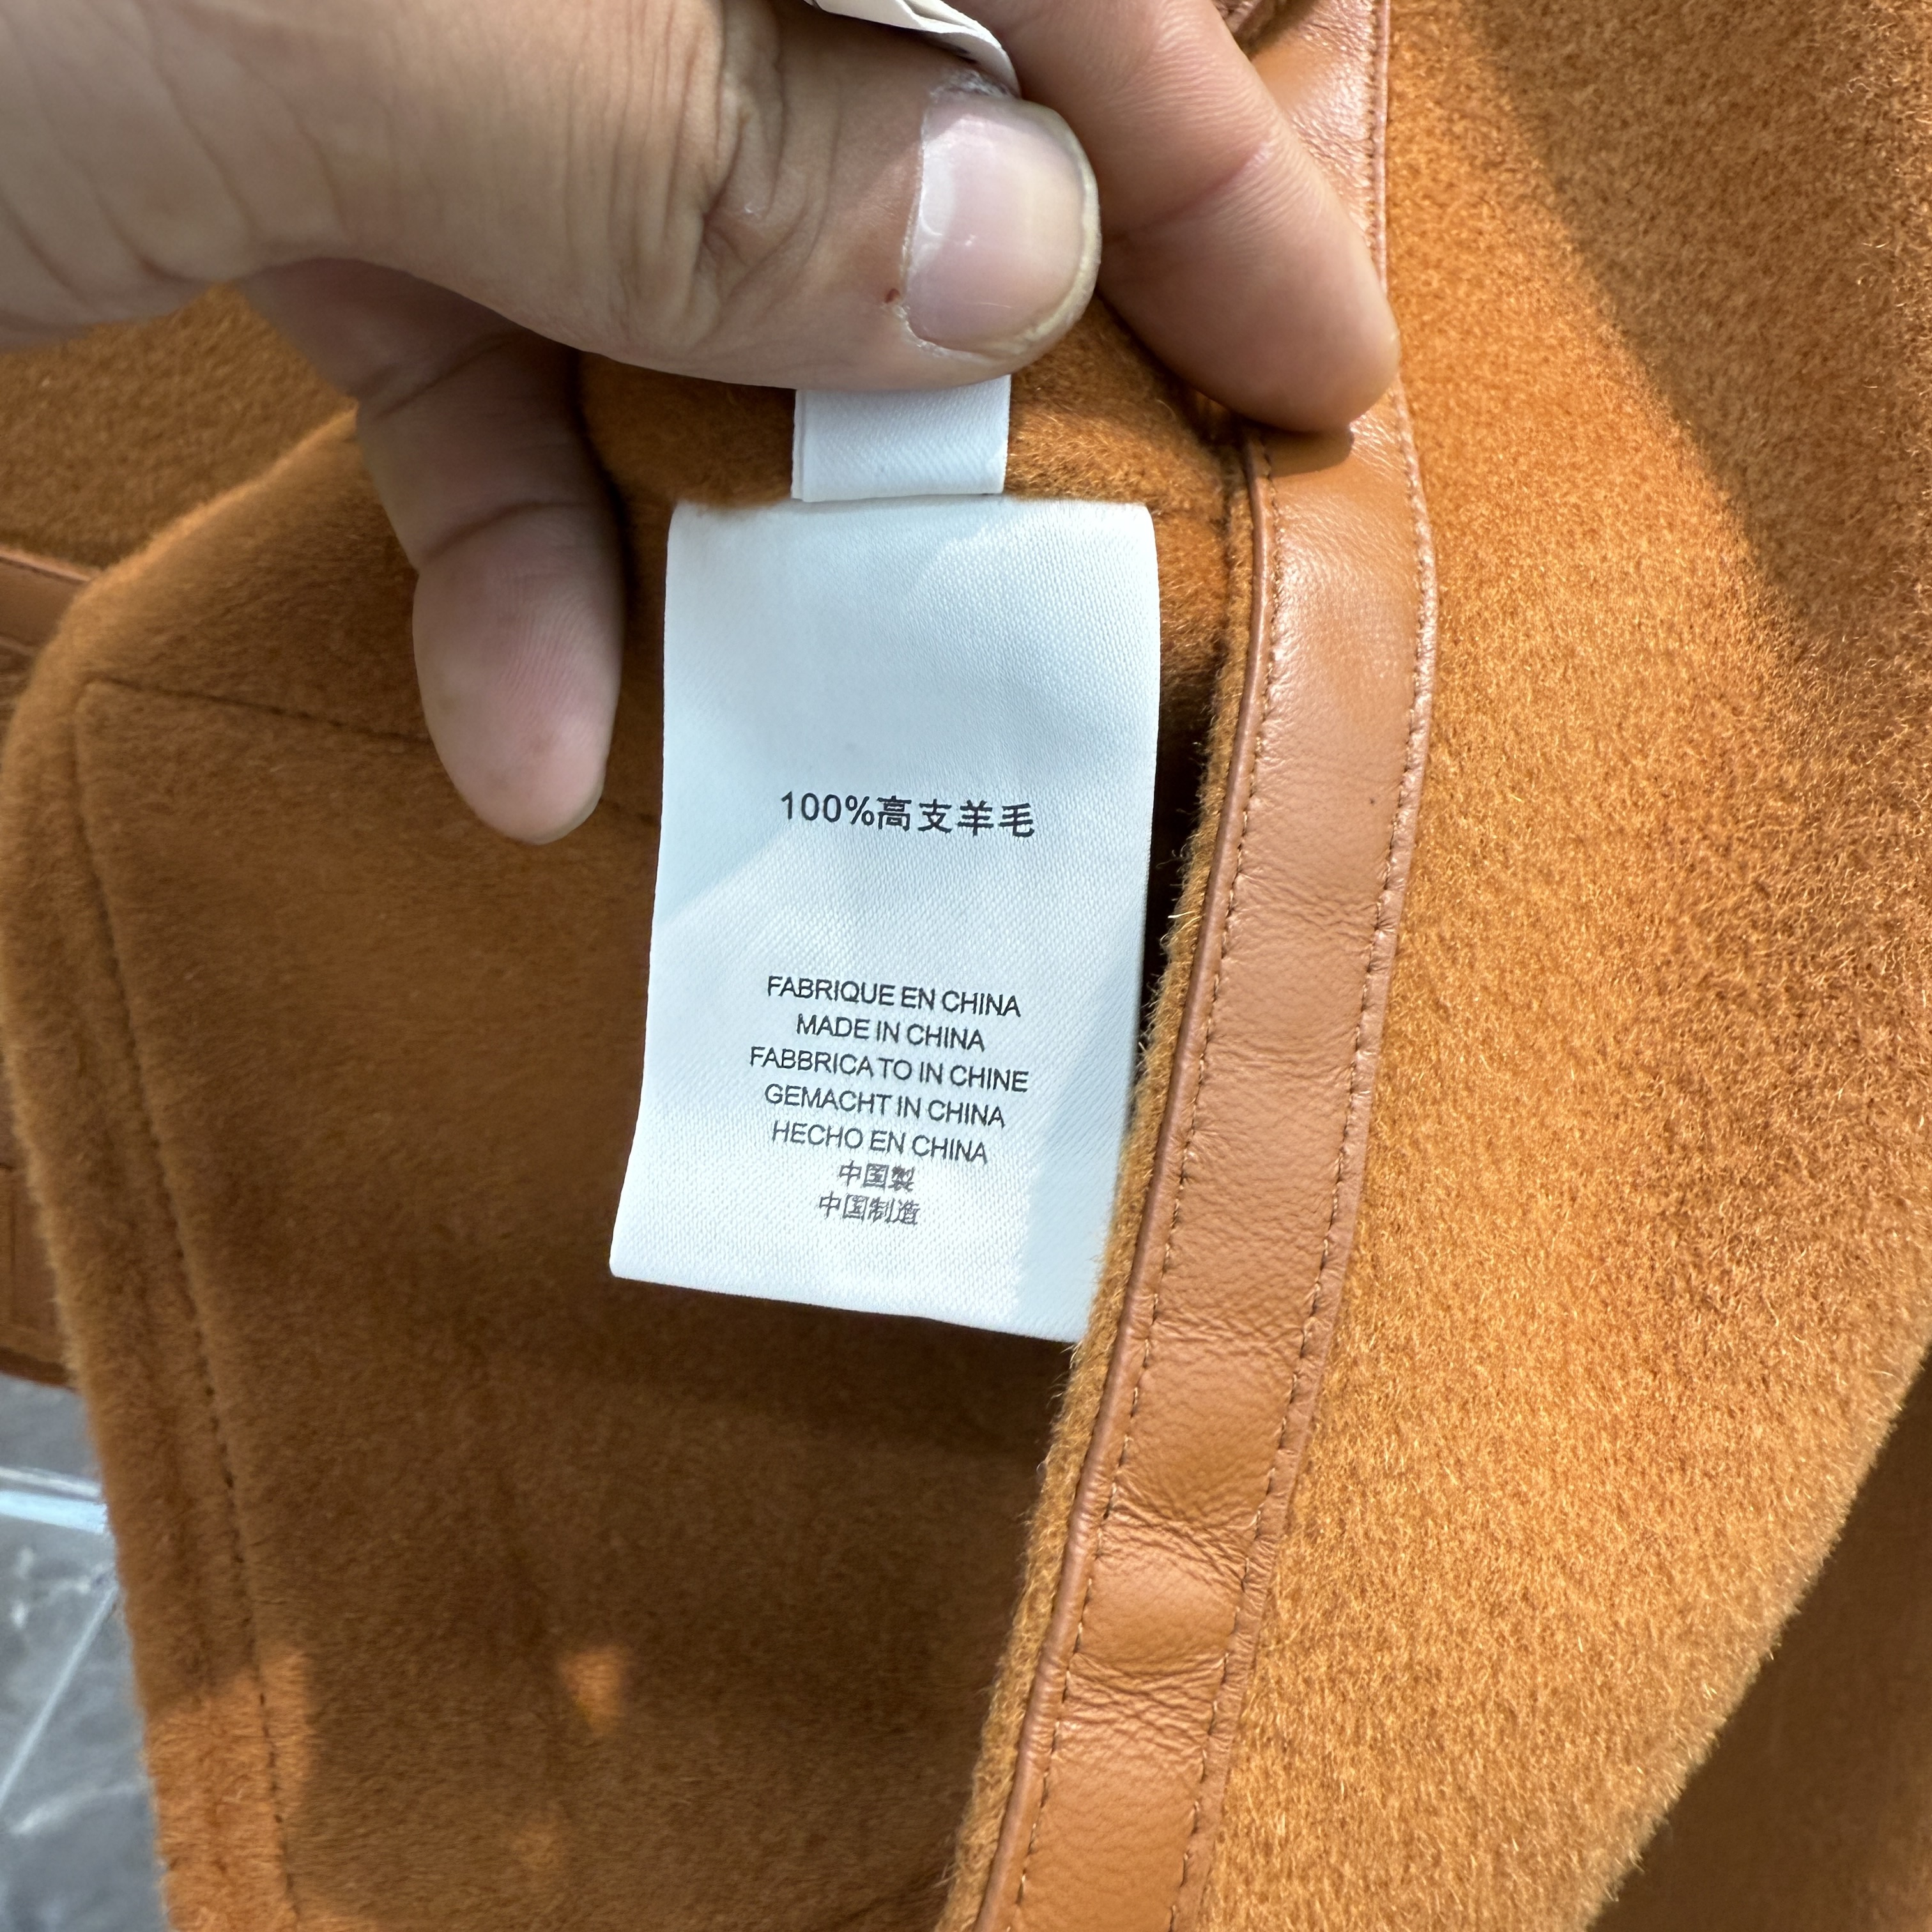 100%高支羊毛
FABRIQUE EN CHINA
MADE IN CHINA
FABBRICA TO IN CHINE
GEMACHT IN CHINA
HECHO EN CHINA
中国製
中国制造